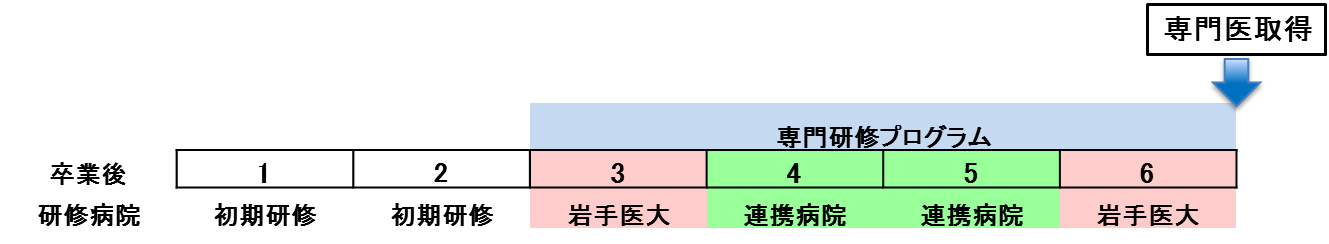 専門医取得
専門研修プログラム
卒業後 1 2 3 4 5 6
研修病院 初期研修 初期研修 岩手医大 連携病院 連携病院 岩手医大